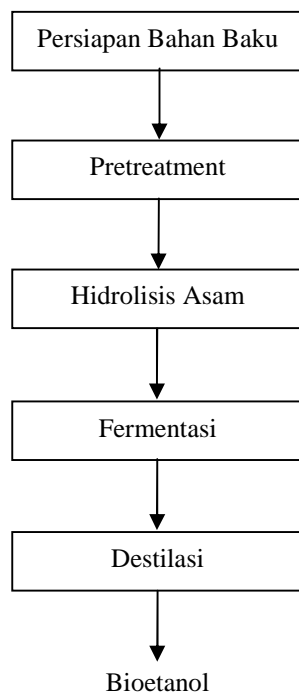 Persiapan Bahan Baku
Pretreatment
Hidrolisis Asam
Fermentasi
Destilasi
Bioetanol